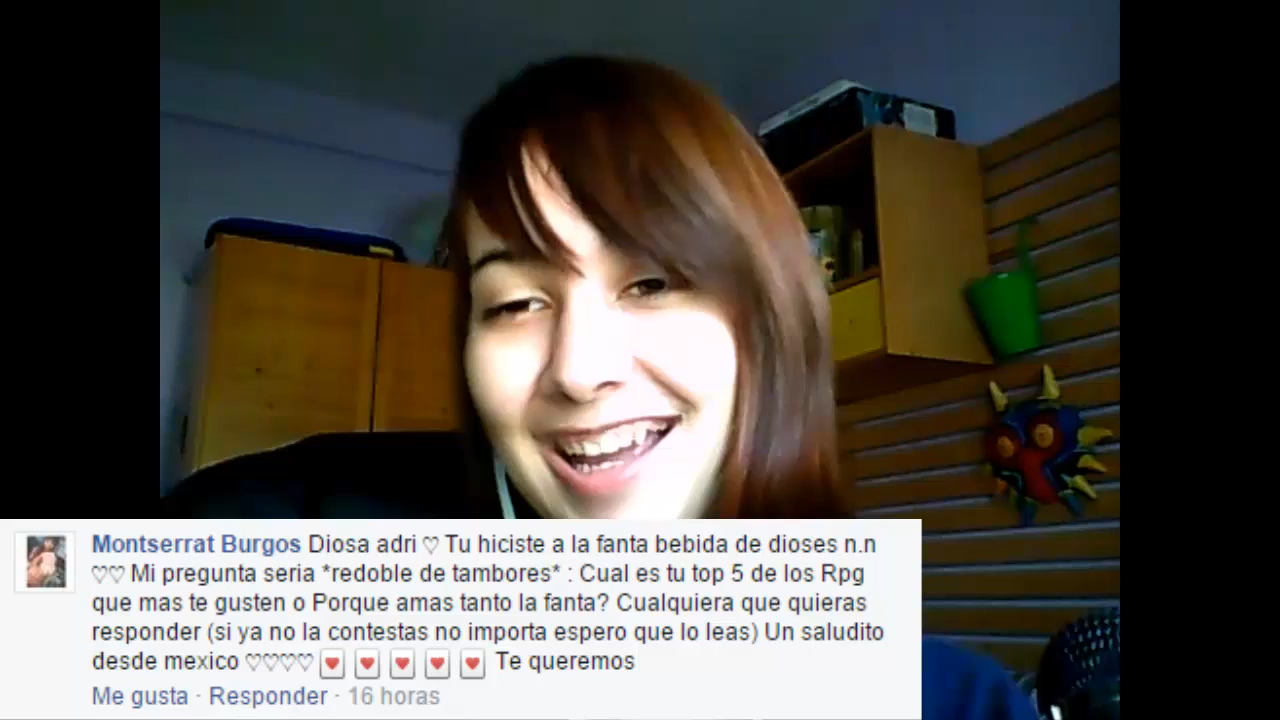 Montserrat Burgos Diosa adri ♡ Tu hiciste a la fanta bebida de dioses n.n
♡♡ Mi pregunta seria *redoble de tambores* : Cual es tu top 5 de los Rpg
que mas te gusten o Porque amas tanto la fanta? Cualquiera que quieras
responder (si ya no la contestas no importa espero que lo leas) Un saludito
desde mexico ♡♡♡♡ 💌 💌 💌 💌 💌 Te queremos
Me gusta · Responder · 16 horas